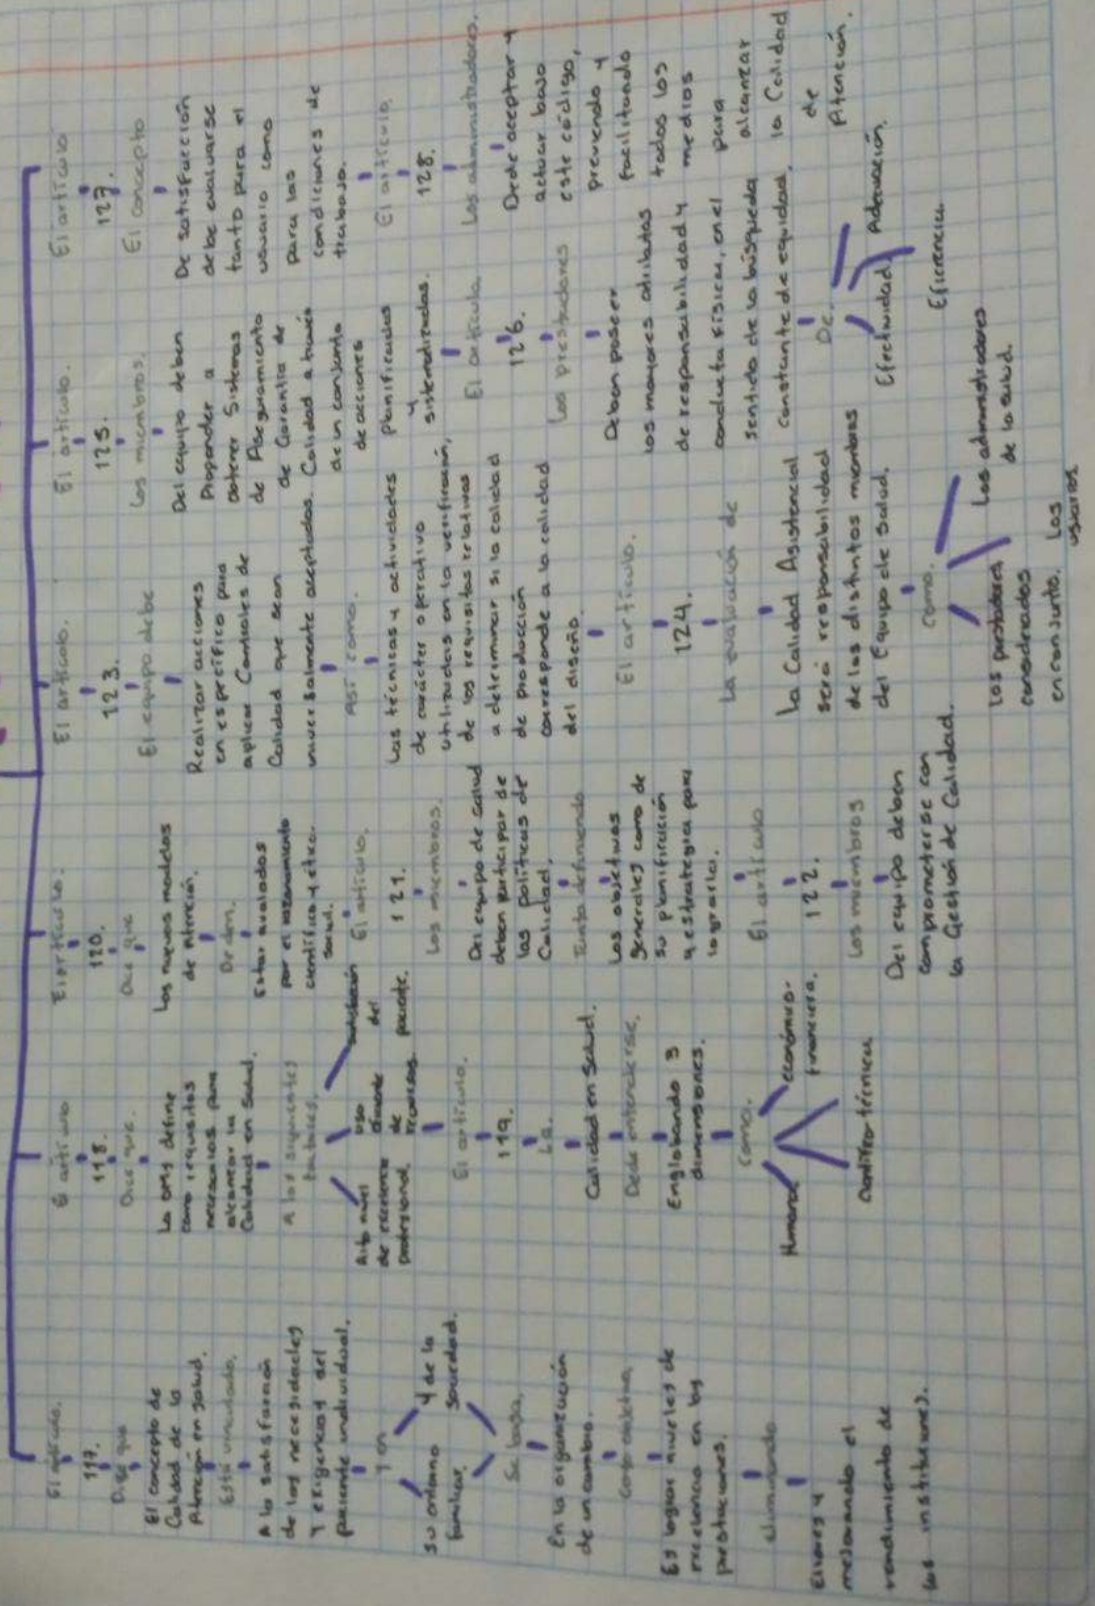 El artículo.
117.
Dice que
El concepto de
Calidad de la
Atención en salud.
Está vinculado.
A la satisfacción
de las necesidades
y exigencias del
paciente individual.
Y en
Su entorno
familiar.
Y de la
Sociedad.
Se basa.
En la organización
de un cambio.
Cuyo objetivo
Es lograr niveles de
excelencia en las
prestaciones.
eliminando
Errores y
mejorando el
rendimiento de
las instituciones.
El artículo
118.
Dice que.
La OMS define
como requisitos
necesarios para
alcanzar la
Calidad en Salud.
A los siguientes
factores.
Alto nivel
de excelencia
profesional.
uso
eficiente
de
recursos.
satisfacción
del
paciente.
El artículo.
119.
La.
Calidad en Salud.
Debe entenderse.
Englobando 3
dimensiones.
Como.
Humana
científico-técnica
económico-
financiera.
El artículo.
120.
Dice que
Los nuevos modelos
de atención.
Deben.
Estar avalados
por el razonamiento
científico y ético-
social.
El artículo.
121.
Los miembros.
Del equipo de salud
deben participar de
las políticas de
Calidad.
Tanto definiendo
Los objetivos
generales como de
su planificación
y estrategia para
lograrlo.
El artículo
122.
Los miembros
Del equipo deben
comprometerse con
la Gestión de Calidad.
El artículo.
123.
El equipo debe
Realizar acciones
en específico para
aplicar Controles de
Calidad que sean
universalmente aceptados.
Así como.
Las técnicas y actividades
de carácter operativo
utilizadas en la verificación,
de los requisitos relativos
a determinar si la calidad
de producción
corresponde a la calidad
del diseño.
El artículo.
124.
La evaluación de
La Calidad Asistencial
será responsabilidad
de los distintos miembros
del Equipo de Salud.
Como.
Los prestadores
considerados
en conjunto.
Los
usuarios
Los administradores
de la salud.
El artículo.
125.
Los miembros.
Del equipo deben
Proponder a
obtener Sistemas
de Aseguramiento
de Garantía de
Calidad a través
de un conjunto
de acciones
Planificadas
y
sistematizadas.
El artículo.
126.
Los prestadores
Deben poseer
los mayores atributos
de responsabilidad y
conducta física, en el
sentido de la búsqueda
constante de equidad,
De.
Efectividad
Eficiencia
Adecuación.
El artículo
127.
El Concepto
De satisfacción
debe evaluarse
tanto para el
usuario como
para las
condiciones de
trabajo.
El artículo.
128.
Los administradores.
Debe aceptar y
actuar bajo
este código,
previendo y
facilitando
todos los
medios
para
alcanzar
la Calidad
de
Atención.